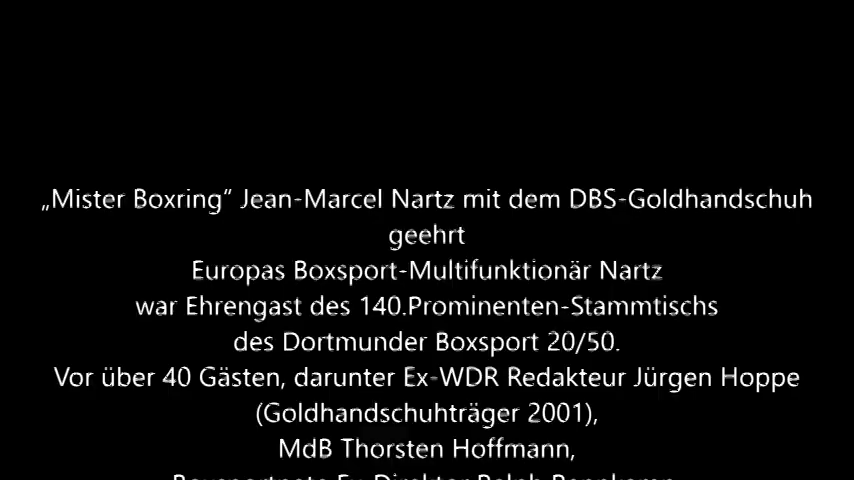 „Mister Boxring“ Jean-Marcel Nartz mit dem DBS-Goldhandschuh
geehrt
Europas Boxsport-Multifunktionär Nartz
war Ehrengast des 140.Prominenten-Stammtischs
des Dortmunder Boxsport 20/50.
Vor über 40 Gästen, darunter Ex-WDR Redakteur Jürgen Hoppe
(Goldhandschuhträger 2001),
MdB Thorsten Hoffmann,